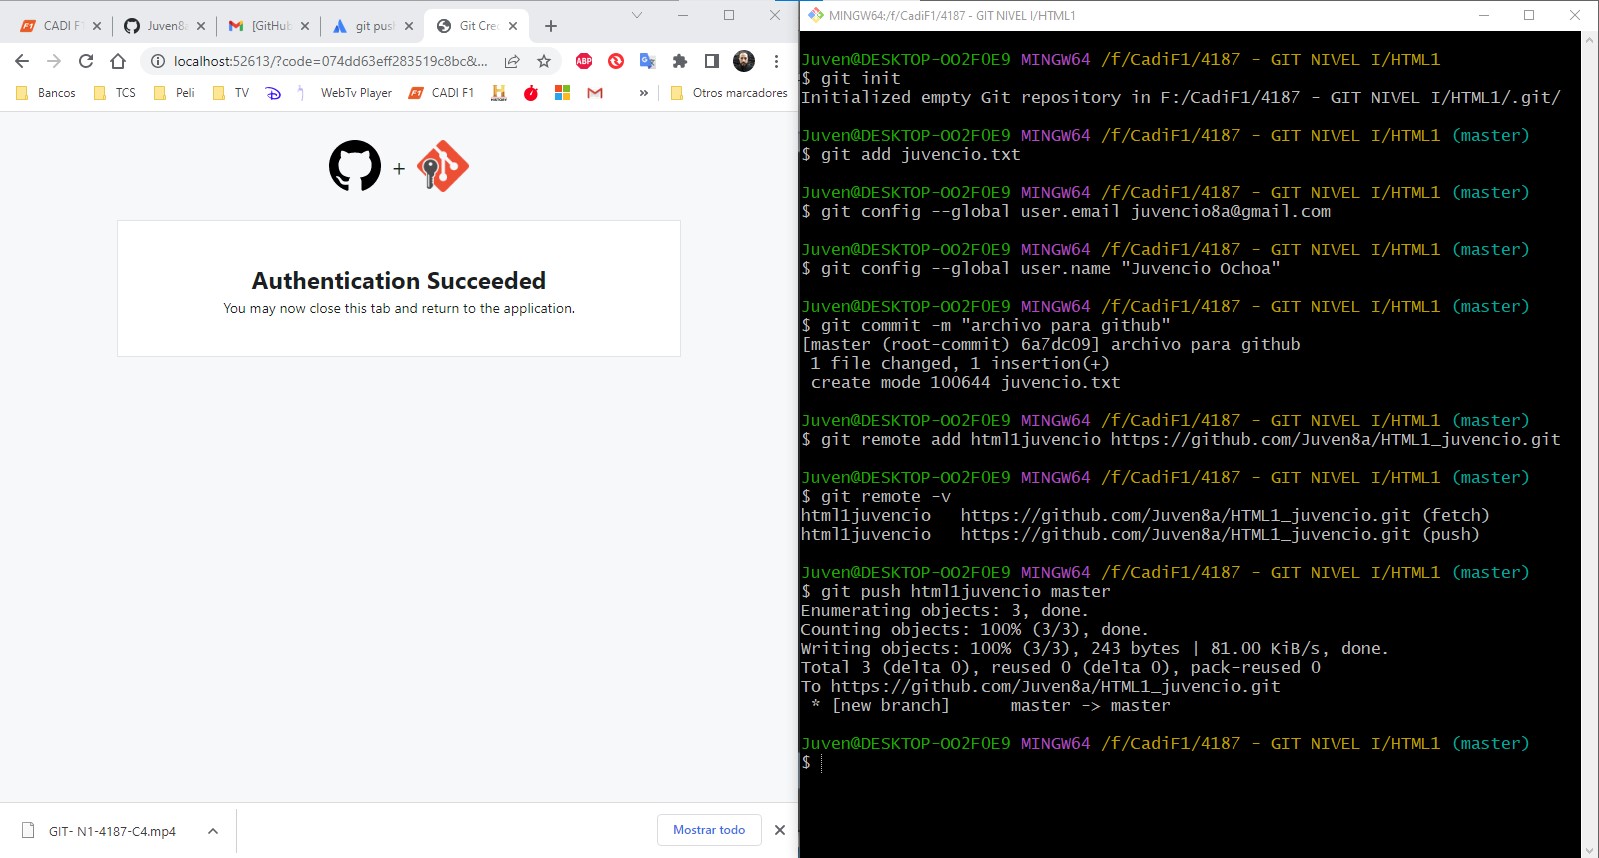 CADI F1
Juven8a
[GitHub
git push
Git Cre
localhost:52613/?code=074dd63eff283519c8bc&...
ABP
Bancos
TCS
Peli
TV
WebTv Player
CADI F1
»
Otros marcadores
+
Authentication Succeeded
You may now close this tab and return to the application.
GIT- N1-4187-C4.mp4
Mostrar todo
MINGW64:/f/CadiF1/4187 - GIT NIVEL I/HTML1
Juven@DESKTOP-OO2F0E9 MINGW64 /f/CadiF1/4187 - GIT NIVEL I/HTML1
$ git init
Initialized empty Git repository in F:/CadiF1/4187 - GIT NIVEL I/HTML1/.git/
Juven@DESKTOP-OO2F0E9 MINGW64 /f/CadiF1/4187 - GIT NIVEL I/HTML1 (master)
$ git add juvencio.txt
Juven@DESKTOP-OO2F0E9 MINGW64 /f/CadiF1/4187 - GIT NIVEL I/HTML1 (master)
$ git config --global user.email juvencio8a@gmail.com
Juven@DESKTOP-OO2F0E9 MINGW64 /f/CadiF1/4187 - GIT NIVEL I/HTML1 (master)
$ git config --global user.name "Juvencio Ochoa"
Juven@DESKTOP-OO2F0E9 MINGW64 /f/CadiF1/4187 - GIT NIVEL I/HTML1 (master)
$ git commit -m "archivo para github"
[master (root-commit) 6a7dc09] archivo para github
1 file changed, 1 insertion(+)
create mode 100644 juvencio.txt
Juven@DESKTOP-OO2F0E9 MINGW64 /f/CadiF1/4187 - GIT NIVEL I/HTML1 (master)
$ git remote add html1juvencio https://github.com/Juven8a/HTML1_juvencio.git
Juven@DESKTOP-OO2F0E9 MINGW64 /f/CadiF1/4187 - GIT NIVEL I/HTML1 (master)
$ git remote -v
html1juvencio https://github.com/Juven8a/HTML1_juvencio.git (fetch)
html1juvencio https://github.com/Juven8a/HTML1_juvencio.git (push)
Juven@DESKTOP-OO2F0E9 MINGW64 /f/CadiF1/4187 - GIT NIVEL I/HTML1 (master)
$ git push html1juvencio master
Enumerating objects: 3, done.
Counting objects: 100% (3/3), done.
Writing objects: 100% (3/3), 243 bytes | 81.00 KiB/s, done.
Total 3 (delta 0), reused 0 (delta 0), pack-reused 0
To https://github.com/Juven8a/HTML1_juvencio.git
* [new branch] master -> master
Juven@DESKTOP-OO2F0E9 MINGW64 /f/CadiF1/4187 - GIT NIVEL I/HTML1 (master)
$